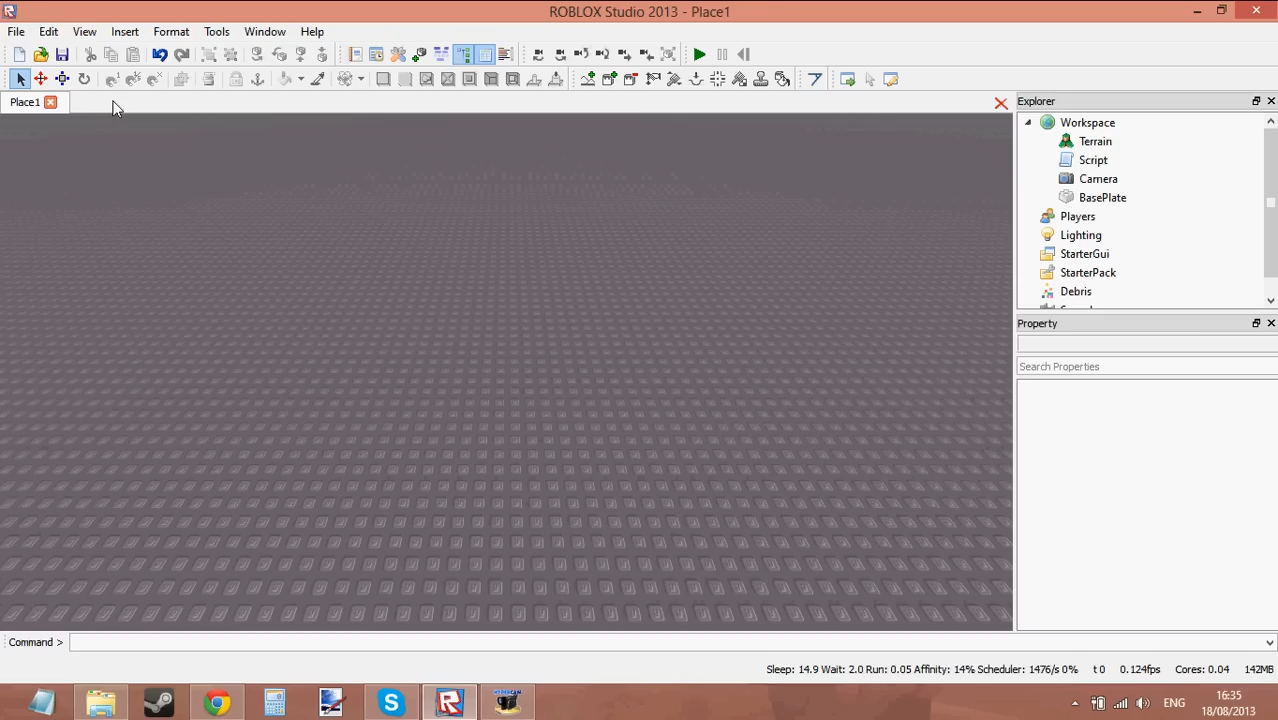 ROBLOX Studio 2013 - Place1
File Edit View Insert Format Tools Window Help
Place1
Explorer
Workspace
Terrain
Script
Camera
BasePlate
Players
Lighting
StarterGui
StarterPack
Debris
Property
Search Properties
Command >
Sleep: 14.9 Wait: 2.0 Run: 0.05 Affinity: 14% Scheduler: 1476/s 0% t 0 0.124fps Cores: 0.04 142MB
HYPERCAM
ENG
16:35
18/08/2013